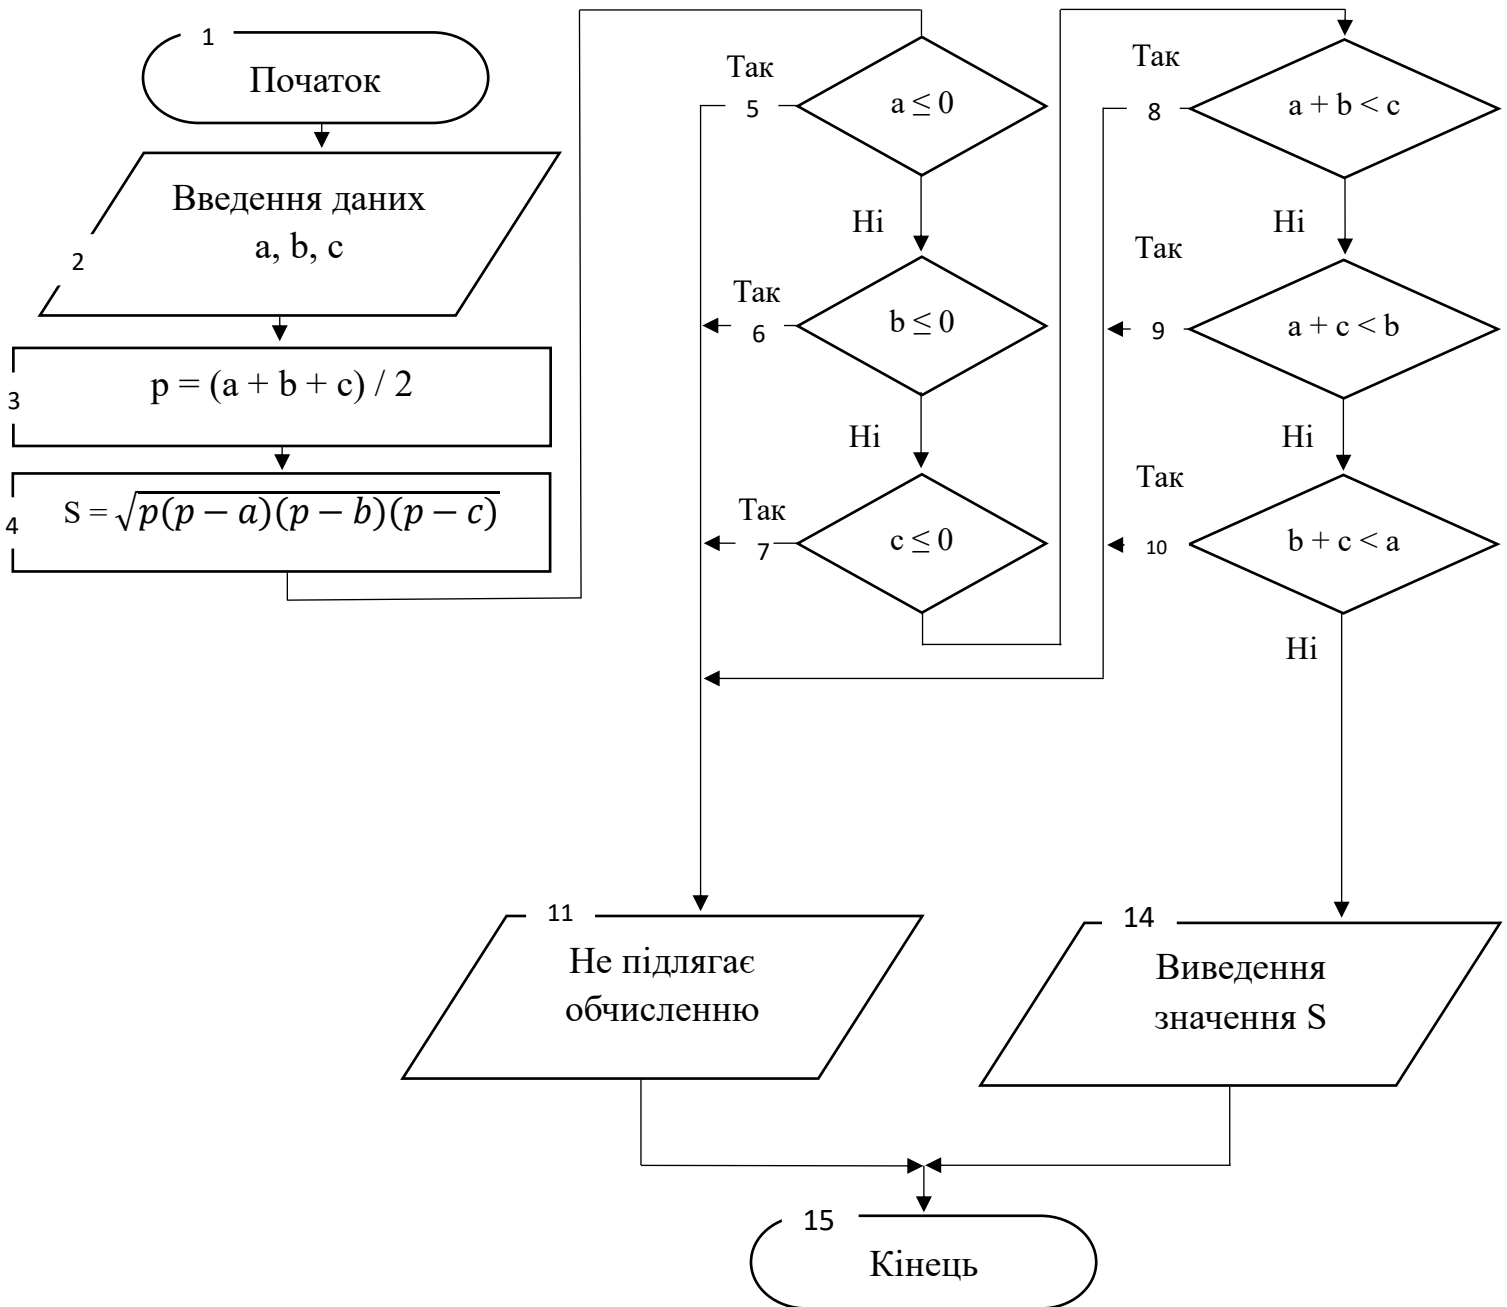 1
Початок
2
Введення даних
a, b, c
3
p = (a + b + c) / 2
4
S = √p(p − a)(p − b)(p − c)
Так
5
a ≤ 0
Ні
Так
6
b ≤ 0
Ні
Так
7
c ≤ 0
Так
8
a + b < c
Ні
Так
9
a + c < b
Ні
Так
10
b + c < a
Ні
11
Не підлягає
обчисленню
14
Виведення
значення S
15
Кінець